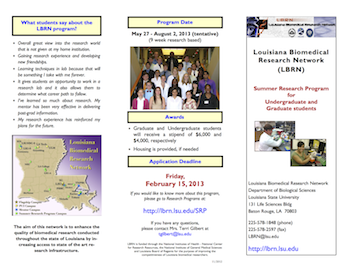 What students say about the
LBRN program?
• Overall great view into the research world
that is not given at my home institution.
• Gaining research experience and developing
new friendships.
• Learning techniques in lab because that will
be something I take with me forever.
• It gives students an opportunity to work in a
research lab and it also allows them to
determine what career path to follow.
• I've learned so much about research. My
mentor has been very effective in delivering
post-grad information.
• My research experience has reinforced my
plans for the future.
Louisiana
Biomedical
Research
Network
The aim of this network is to enhance the
quality of biomedical research conducted
throughout the state of Louisiana by in-
creasing access to state of the art re-
search infrastructure.
Program Date
May 27 - August 2, 2013 (tentative)
(9 week research based)
Awards
• Graduate and Undergraduate students
will receive a stipend of $6,000 and
$4,000, respectively
• Housing is provided, if needed
Application Deadline
Friday,
February 15, 2013
If you would like to know more about this program,
please go to Research Programs at:
http://lbrn.lsu.edu/SRP
If you have any questions,
please contact Mrs. Terri Gilbert at
tgilbert@lsu.edu
Louisiana Biomedical
Research Network
(LBRN)
Summer Research Program
for
Undergraduate and
Graduate students
Louisiana Biomedical Research Network
Department of Biological Sciences
Louisiana State University
131 Life Sciences Bldg
Baton Rouge, LA 70803
225-578-1848 (phone)
225-578-2597 (fax)
LBRN@lsu.edu
http://lbrn.lsu.edu